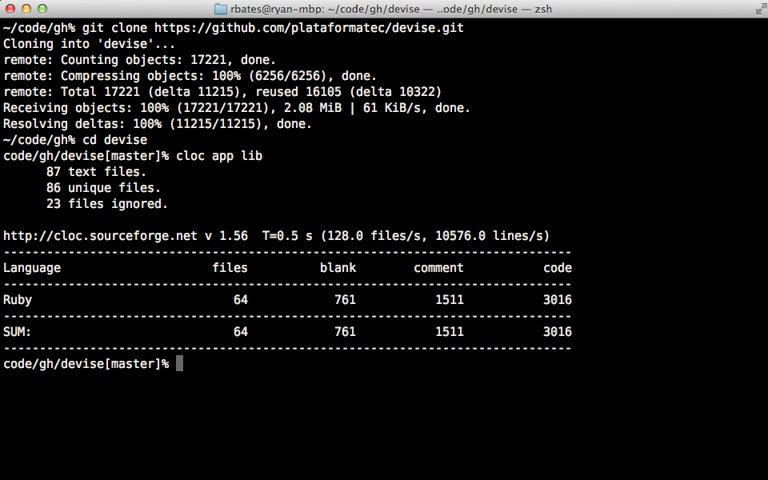 rbates@ryan-mbp: ~/code/gh/devise — ..ode/gh/devise — zsh
~/code/gh% git clone https://github.com/plataformatec/devise.git
Cloning into 'devise'...
remote: Counting objects: 17221, done.
remote: Compressing objects: 100% (6256/6256), done.
remote: Total 17221 (delta 11215), reused 16105 (delta 10322)
Receiving objects: 100% (17221/17221), 2.08 MiB | 61 KiB/s, done.
Resolving deltas: 100% (11215/11215), done.
~/code/gh% cd devise
code/gh/devise[master]% cloc app lib
      87 text files.
      86 unique files.
      23 files ignored.
http://cloc.sourceforge.net v 1.56  T=0.5 s (128.0 files/s, 10576.0 lines/s)
-------------------------------------------------------------------------------
Language                     files          blank        comment           code
-------------------------------------------------------------------------------
Ruby                            64            761           1511           3016
-------------------------------------------------------------------------------
SUM:                            64            761           1511           3016
-------------------------------------------------------------------------------
code/gh/devise[master]%